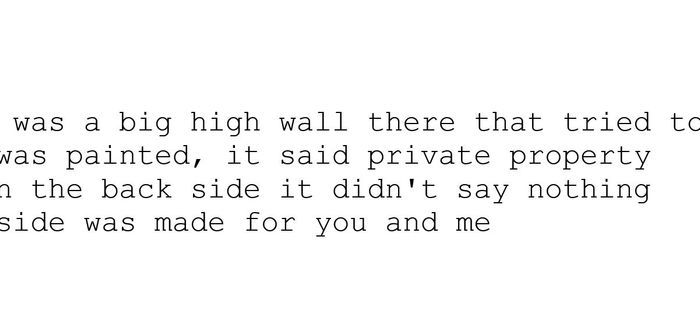 was a big high wall there that tried to
was painted, it said private property
the back side it didn't say nothing
side was made for you and me